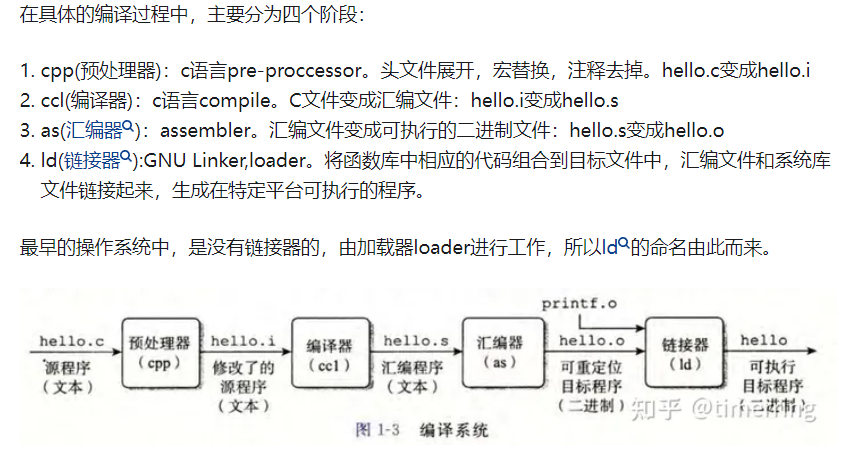 在具体的编译过程中，主要分为四个阶段：
1. cpp(预处理器)：c语言pre-proccessor。头文件展开，宏替换，注释去掉。hello.c变成hello.i
2. ccl(编译器)：c语言compile。C文件变成汇编文件：hello.i变成hello.s
3. as(汇编器)：assembler。汇编文件变成可执行的二进制文件：hello.s变成hello.o
4. ld(链接器):GNU Linker,loader。将函数库中相应的代码组合到目标文件中，汇编文件和系统库
文件链接起来，生成在特定平台可执行的程序。
最早的操作系统中，是没有链接器的，由加载器loader进行工作，所以ld的命名由此而来。
printf.o
hello.c 预处理器 hello.i 编译器 hello.s 汇编器 hello.o 链接器 hello
源程序 (cpp) 修改了的 (cc1) 汇编程序 (as) 可重定位 (ld) 可执行
(文本) 源程序 (文本) 目标程序 目标程序
(文本) (二进制) (二进制)
知乎 @timeming
图 1-3 编译系统